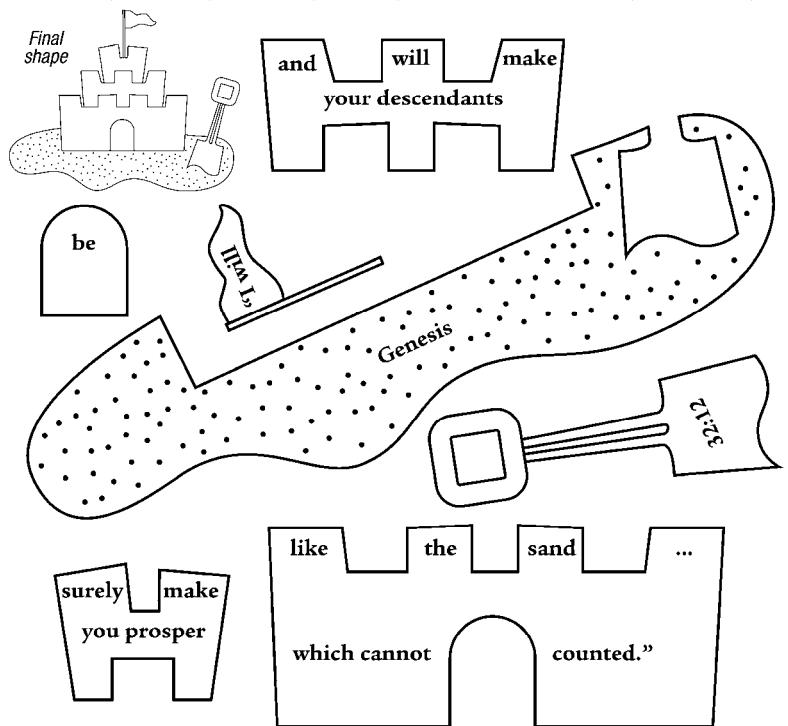 Final
shape
and will make
your descendants
be
"I will
Genesis
32:12
surely make
you prosper
like the sand ...
which cannot counted."